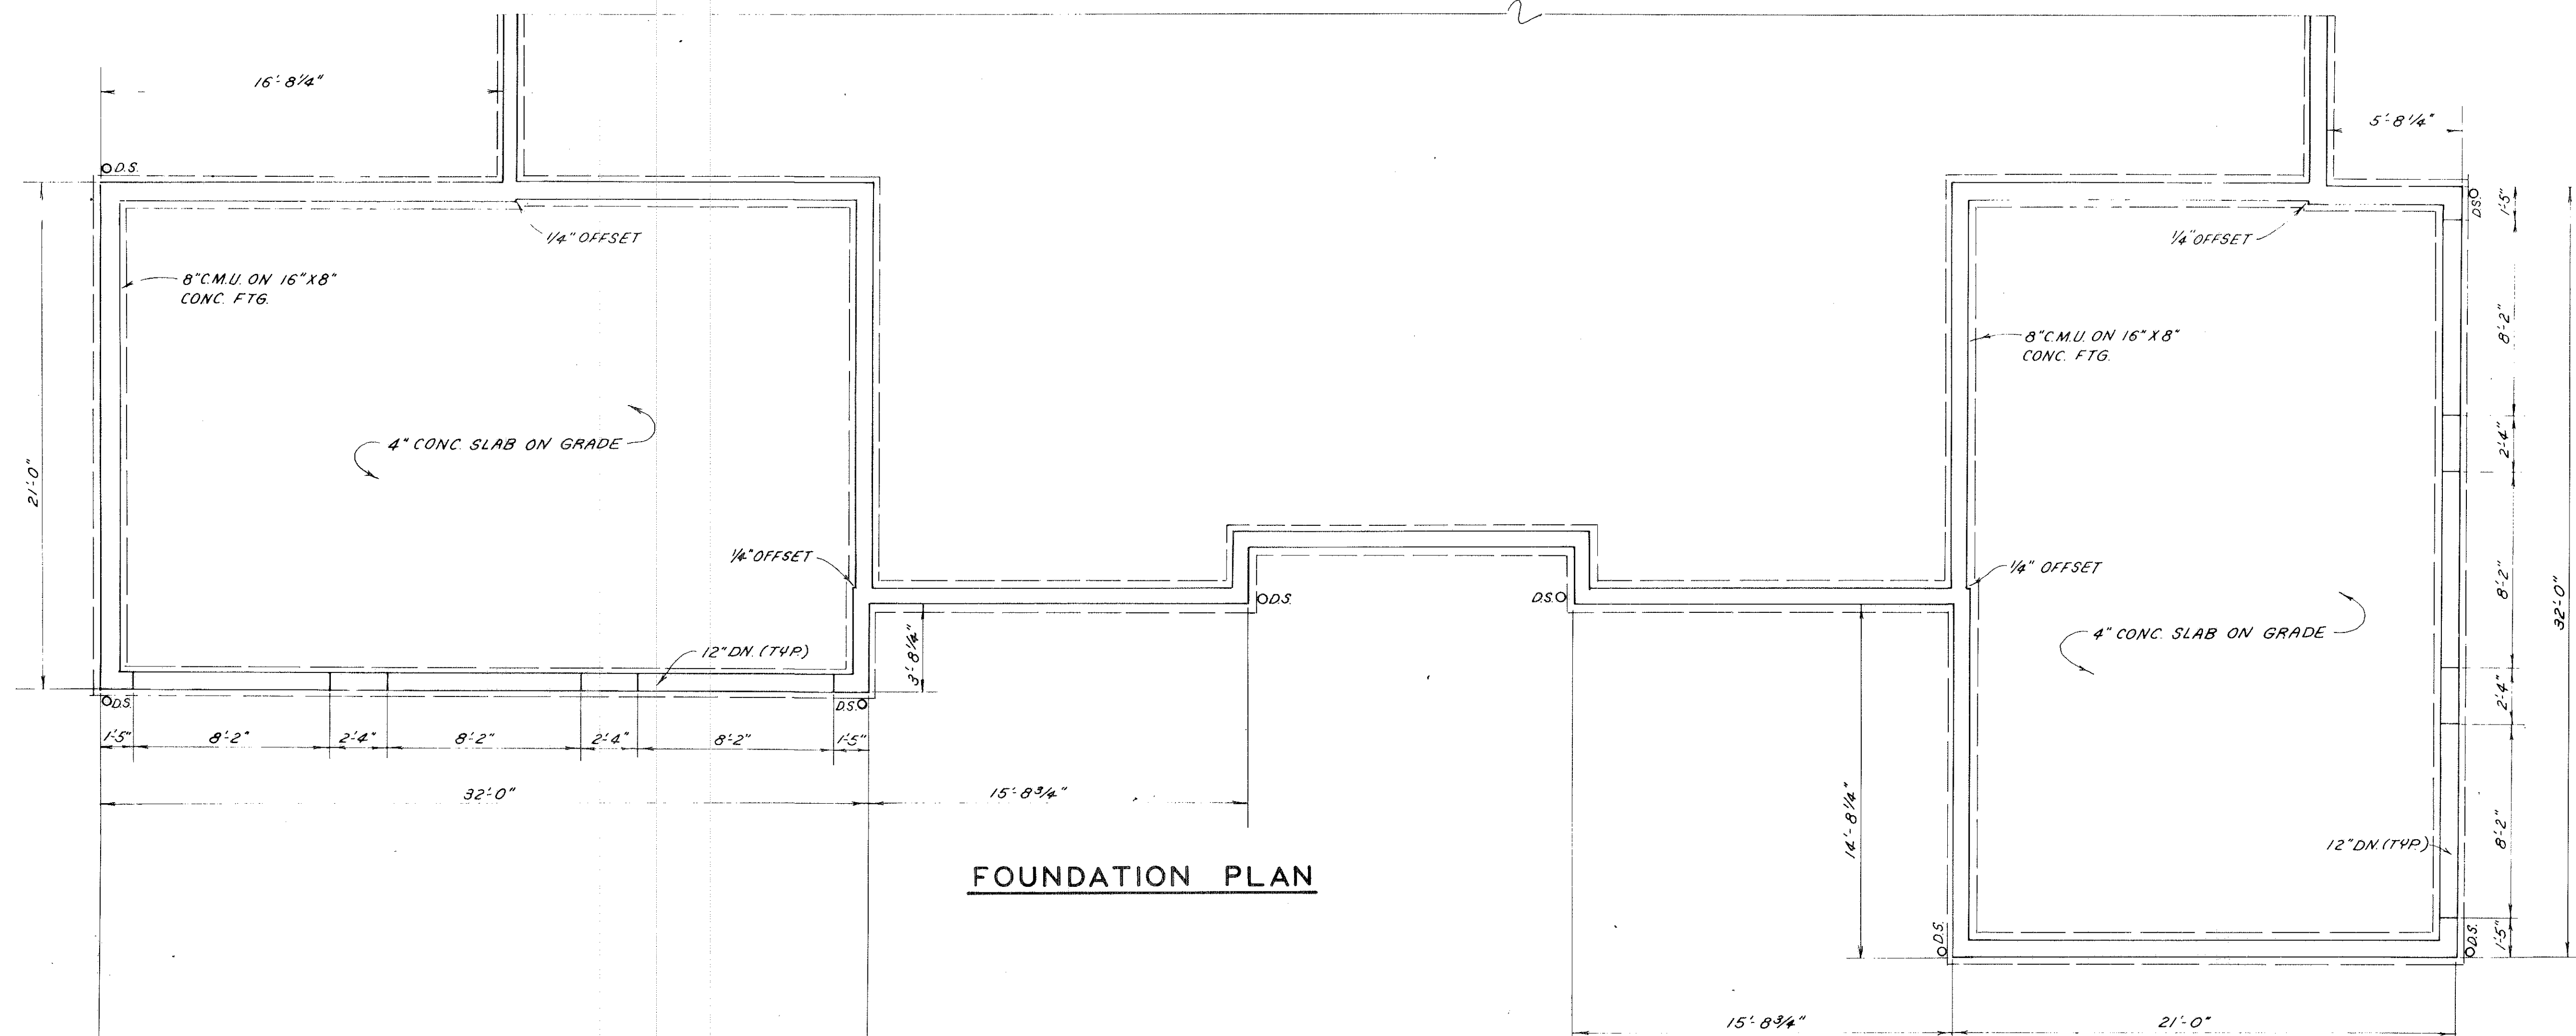 16'-8 1/4"
5'-8 1/4"
D.S.
D.S.
1'-5"
1/4" OFFSET
1/4" OFFSET
8" C.M.U. ON 16" X 8"
CONC. FTG.
8'-2"
8" C.M.U. ON 16" X 8"
CONC. FTG.
4" CONC. SLAB ON GRADE
2'-4"
21'-0"
1/4" OFFSET
1/4" OFFSET
8'-2"
D.S.
D.S.
32'-0"
4" CONC. SLAB ON GRADE
12" DN. (TYP.)
3'-8 1/4"
D.S.
D.S.
2'-4"
1'-5"
8'-2"
2'-4"
8'-2"
2'-4"
8'-2"
1'-5"
32'-0"
15'-8 3/4"
14'-8 1/4"
8'-2"
12" DN. (TYP.)
FOUNDATION PLAN
D.S.
D.S.
1'-5"
15'-8 3/4"
21'-0"